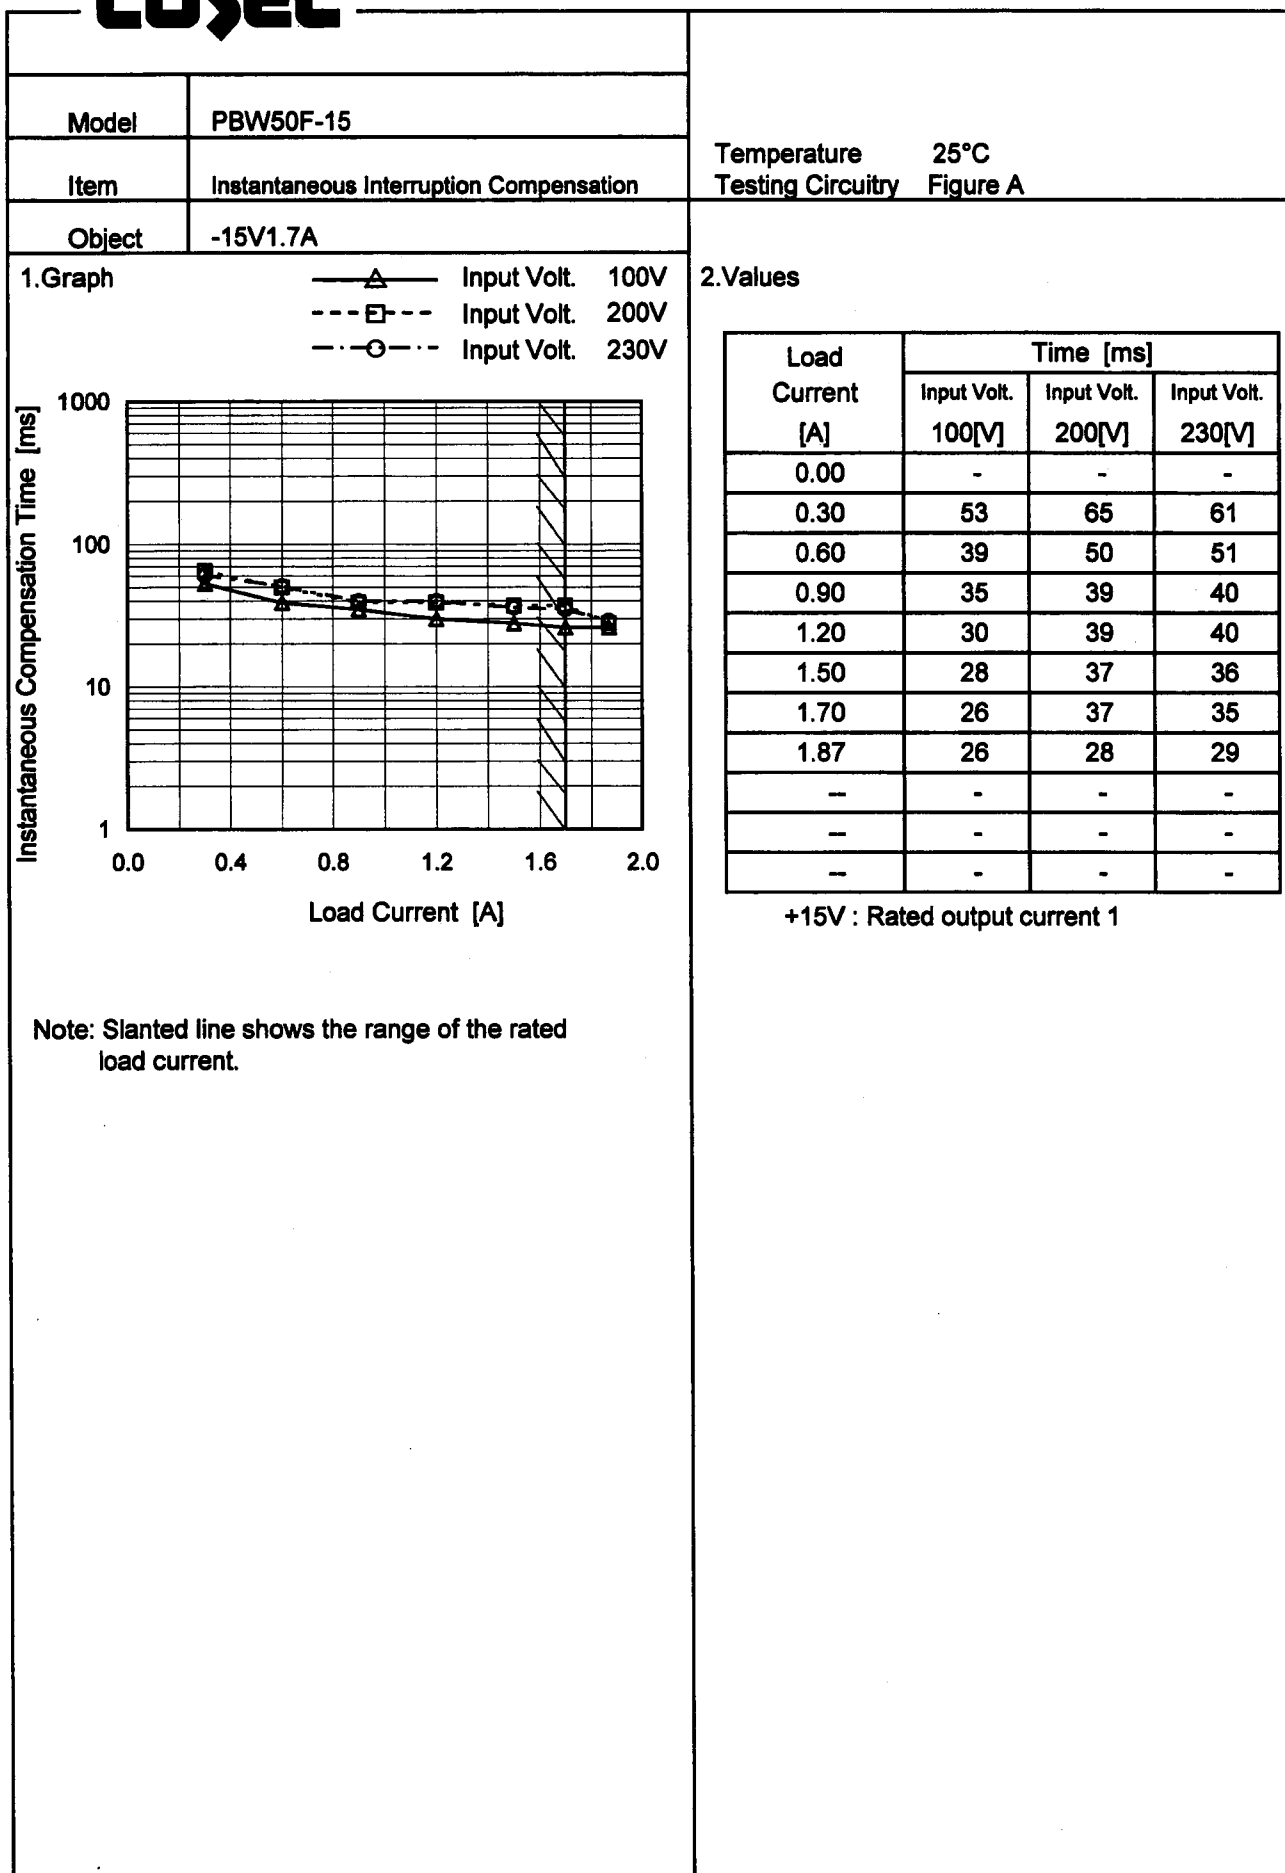 COSEL
Model PBW50F-15
Item Instantaneous Interruption Compensation
Object -15V1.7A
Temperature 25°C
Testing Circuitry Figure A
1.Graph
Input Volt. 100V
Input Volt. 200V
Input Volt. 230V
Instantaneous Compensation Time [ms]
1000
100
10
1
0.0 0.4 0.8 1.2 1.6 2.0
Load Current [A]
Note: Slanted line shows the range of the rated
load current.
2.Values
Load Time [ms]
Current Input Volt. Input Volt. Input Volt.
[A] 100[V] 200[V] 230[V]
0.00 - - -
0.30 53 65 61
0.60 39 50 51
0.90 35 39 40
1.20 30 39 40
1.50 28 37 36
1.70 26 37 35
1.87 26 28 29
-- - - -
-- - - -
-- - - -
+15V : Rated output current 1